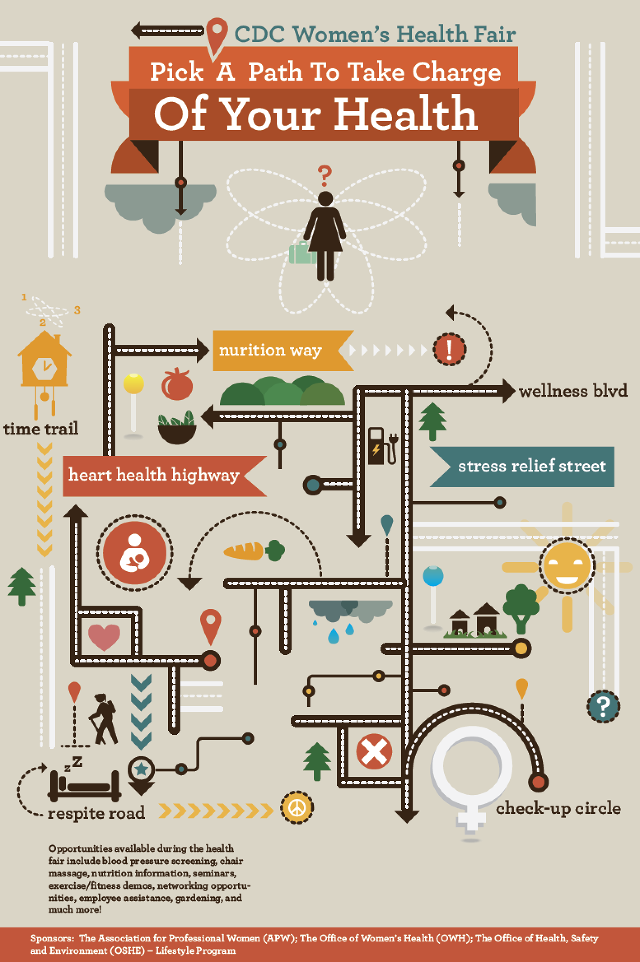 CDC Women's Health Fair
Pick A Path To Take Charge
Of Your Health
?
1
3
2
nurition way
!
wellness blvd
time trail
heart health highway
stress relief street
?
zZ
respite road
check-up circle
Opportunities available during the health
fair include blood pressure screening, chair
massage, nutrition information, seminars,
exercise/fitness demos, networking opportu-
nities, employee assistance, gardening, and
much more!
Sponsors: The Association for Professional Women (APW); The Office of Women's Health (OWH); The Office of Health, Safety
and Environment (OSHE) – Lifestyle Program